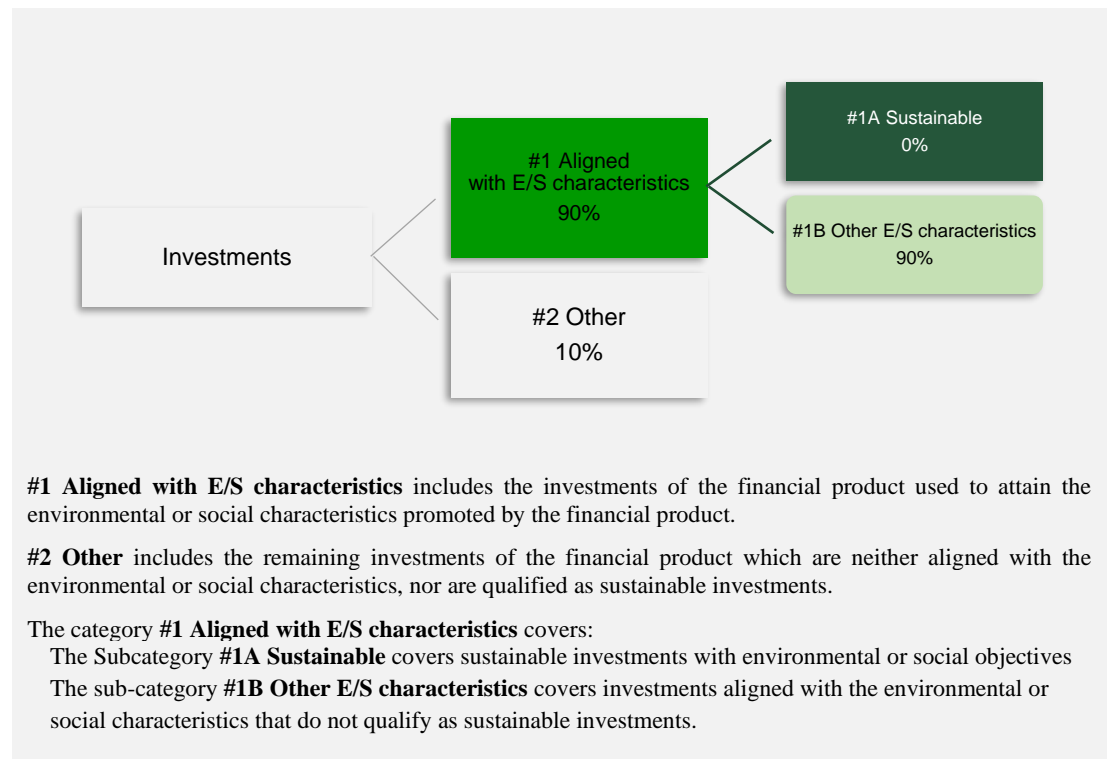 #1A Sustainable
0%
#1 Aligned
with E/S characteristics
90%
#1B Other E/S characteristics
90%
Investments
#2 Other
10%
#1 Aligned with E/S characteristics includes the investments of the financial product used to attain the
environmental or social characteristics promoted by the financial product.
#2 Other includes the remaining investments of the financial product which are neither aligned with the
environmental or social characteristics, nor are qualified as sustainable investments.
The category #1 Aligned with E/S characteristics covers:
The Subcategory #1A Sustainable covers sustainable investments with environmental or social objectives
The sub-category #1B Other E/S characteristics covers investments aligned with the environmental or
social characteristics that do not qualify as sustainable investments.